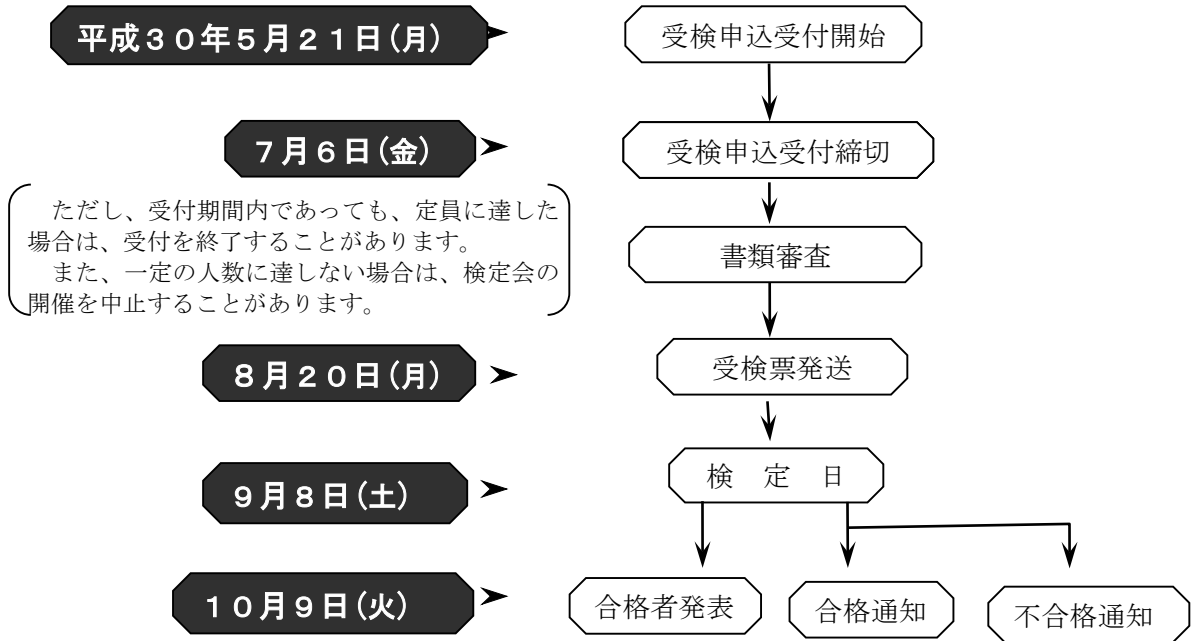 平成３０年５月２１日(月)
受検申込受付開始
７月６日(金)
受検申込受付締切
ただし、受付期間内であっても、定員に達した
場合は、受付を終了することがあります。
また、一定の人数に達しない場合は、検定会の
開催を中止することがあります。
書類審査
８月２０日(月)
受検票発送
９月８日(土)
検　定　日
１０月９日(火)
合格者発表
合格通知
不合格通知